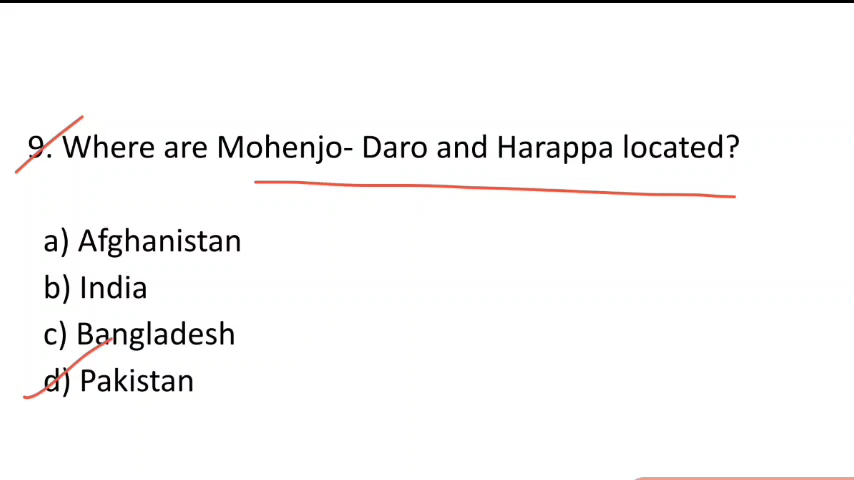 9. Where are Mohenjo- Daro and Harappa located?
a) Afghanistan
b) India
c) Bangladesh
d) Pakistan